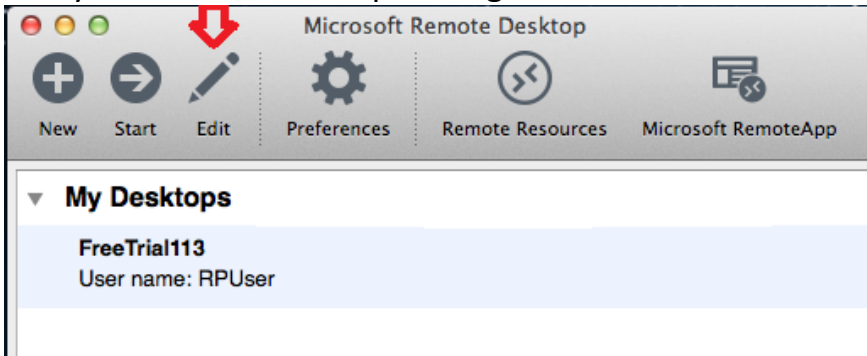 Microsoft Remote Desktop
New Start Edit Preferences Remote Resources Microsoft RemoteApp
My Desktops
FreeTrial113
User name: RPUser